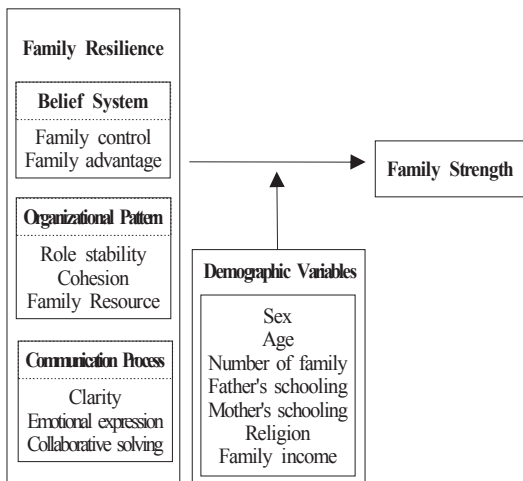 Family Resilience
Belief System
Family control
Family advantage
Organizational Pattern
Role stability
Cohesion
Family Resource
Communication Process
Clarity
Emotional expression
Collaborative solving
Family Strength
Demographic Variables
Sex
Age
Number of family
Father's schooling
Mother's schooling
Religion
Family income